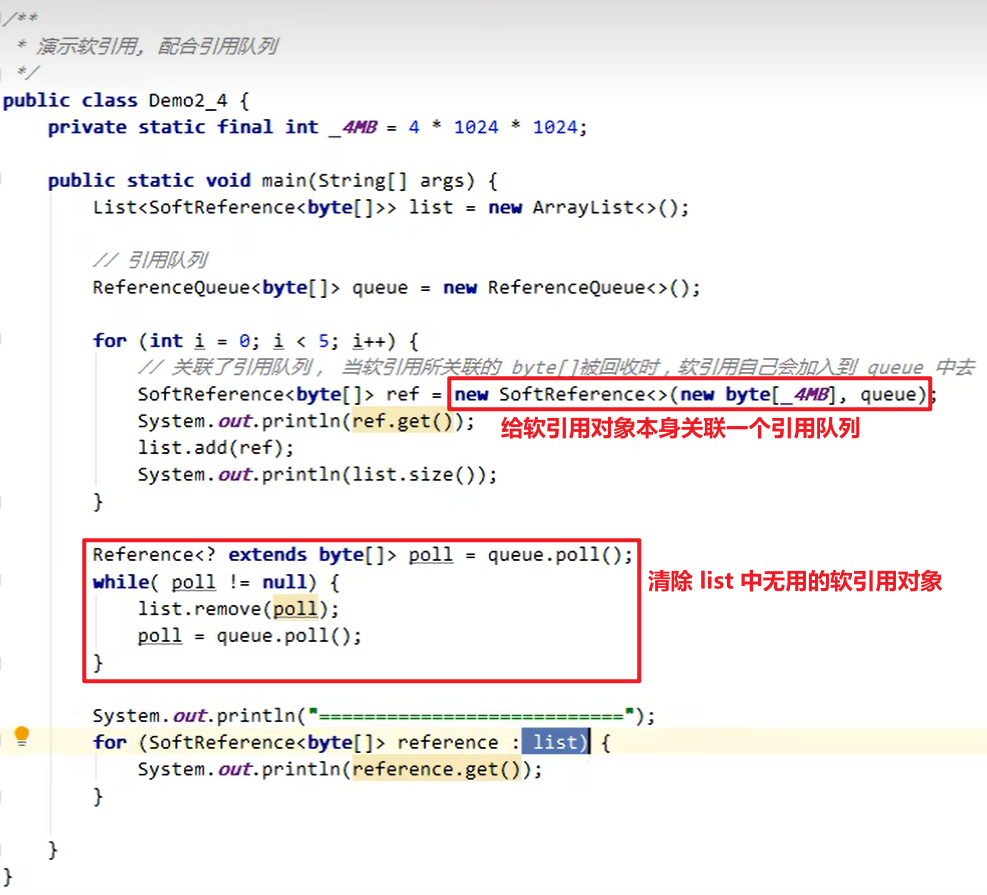 /**
 * 演示软引用, 配合引用队列
 */
public class Demo2_4 {
    private static final int _4MB = 4 * 1024 * 1024;
    public static void main(String[] args) {
        List<SoftReference<byte[]>> list = new ArrayList<>();
        // 引用队列
        ReferenceQueue<byte[]> queue = new ReferenceQueue<>();
        for (int i = 0; i < 5; i++) {
            // 关联了引用队列， 当软引用所关联的 byte[]被回收时，软引用自己会加入到 queue 中去
            SoftReference<byte[]> ref = new SoftReference<>(new byte[_4MB], queue);
            System.out.println(ref.get());
给软引用对象本身关联一个引用队列
            list.add(ref);
            System.out.println(list.size());
        }
        Reference<? extends byte[]> poll = queue.poll();
        while( poll != null) {
清除 list 中无用的软引用对象
            list.remove(poll);
            poll = queue.poll();
        }
        System.out.println("===========================");
        for (SoftReference<byte[]> reference : list) {
            System.out.println(reference.get());
        }
    }
}